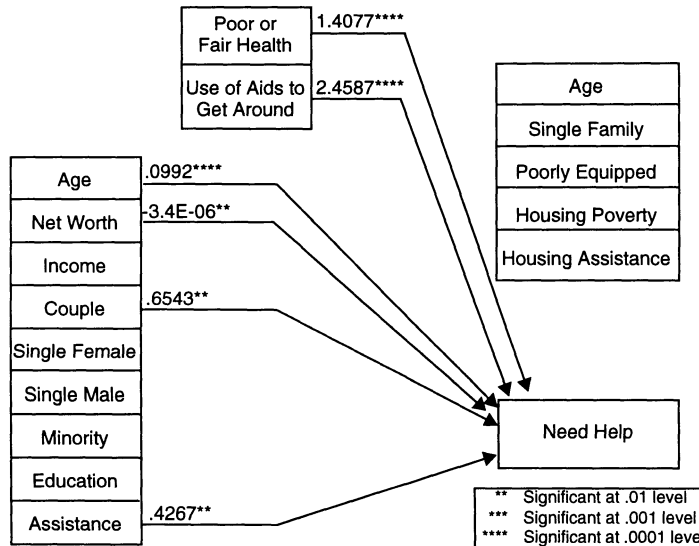 Poor or
Fair Health
1.4077****
Use of Aids to
Get Around
2.4587****
Age
Single Family
Poorly Equipped
Housing Poverty
Housing Assistance
Age
.0992****
Net Worth
-3.4E-06**
Income
Couple
.6543**
Single Female
Single Male
Minority
Education
Assistance
.4267**
Need Help
** Significant at .01 level
*** Significant at .001 level
**** Significant at .0001 leve